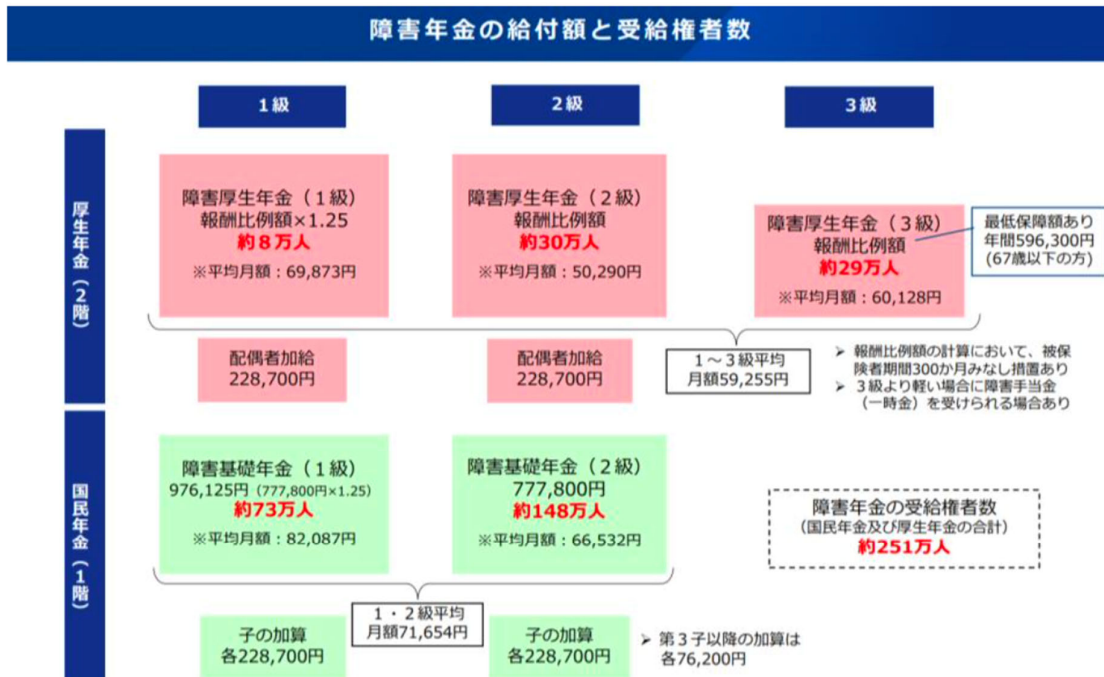 障害年金の給付額と受給権者数
1級
2級
3級
厚生年金(2階)
障害厚生年金(1級)
報酬比例額×1.25
約8万人
※平均月額:69,873円
障害厚生年金(2級)
報酬比例額
約30万人
※平均月額:50,290円
障害厚生年金(3級)
報酬比例額
約29万人
※平均月額:60,128円
最低保障額あり
年間596,300円
(67歳以下の方)
配偶者加給
228,700円
配偶者加給
228,700円
1~3級平均
月額59,255円
➢ 報酬比例額の計算において、被保
険者期間300か月みなし措置あり
➢ 3級より軽い場合に障害手当金
(一時金)を受けられる場合あり
国民年金(1階)
障害基礎年金(1級)
976,125円(777,800円×1.25)
約73万人
※平均月額:82,087円
障害基礎年金(2級)
777,800円
約148万人
※平均月額:66,532円
障害年金の受給権者数
(国民年金及び厚生年金の合計)
約251万人
1・2級平均
月額71,654円
子の加算
各228,700円
子の加算
各228,700円
➢ 第3子以降の加算は
各76,200円